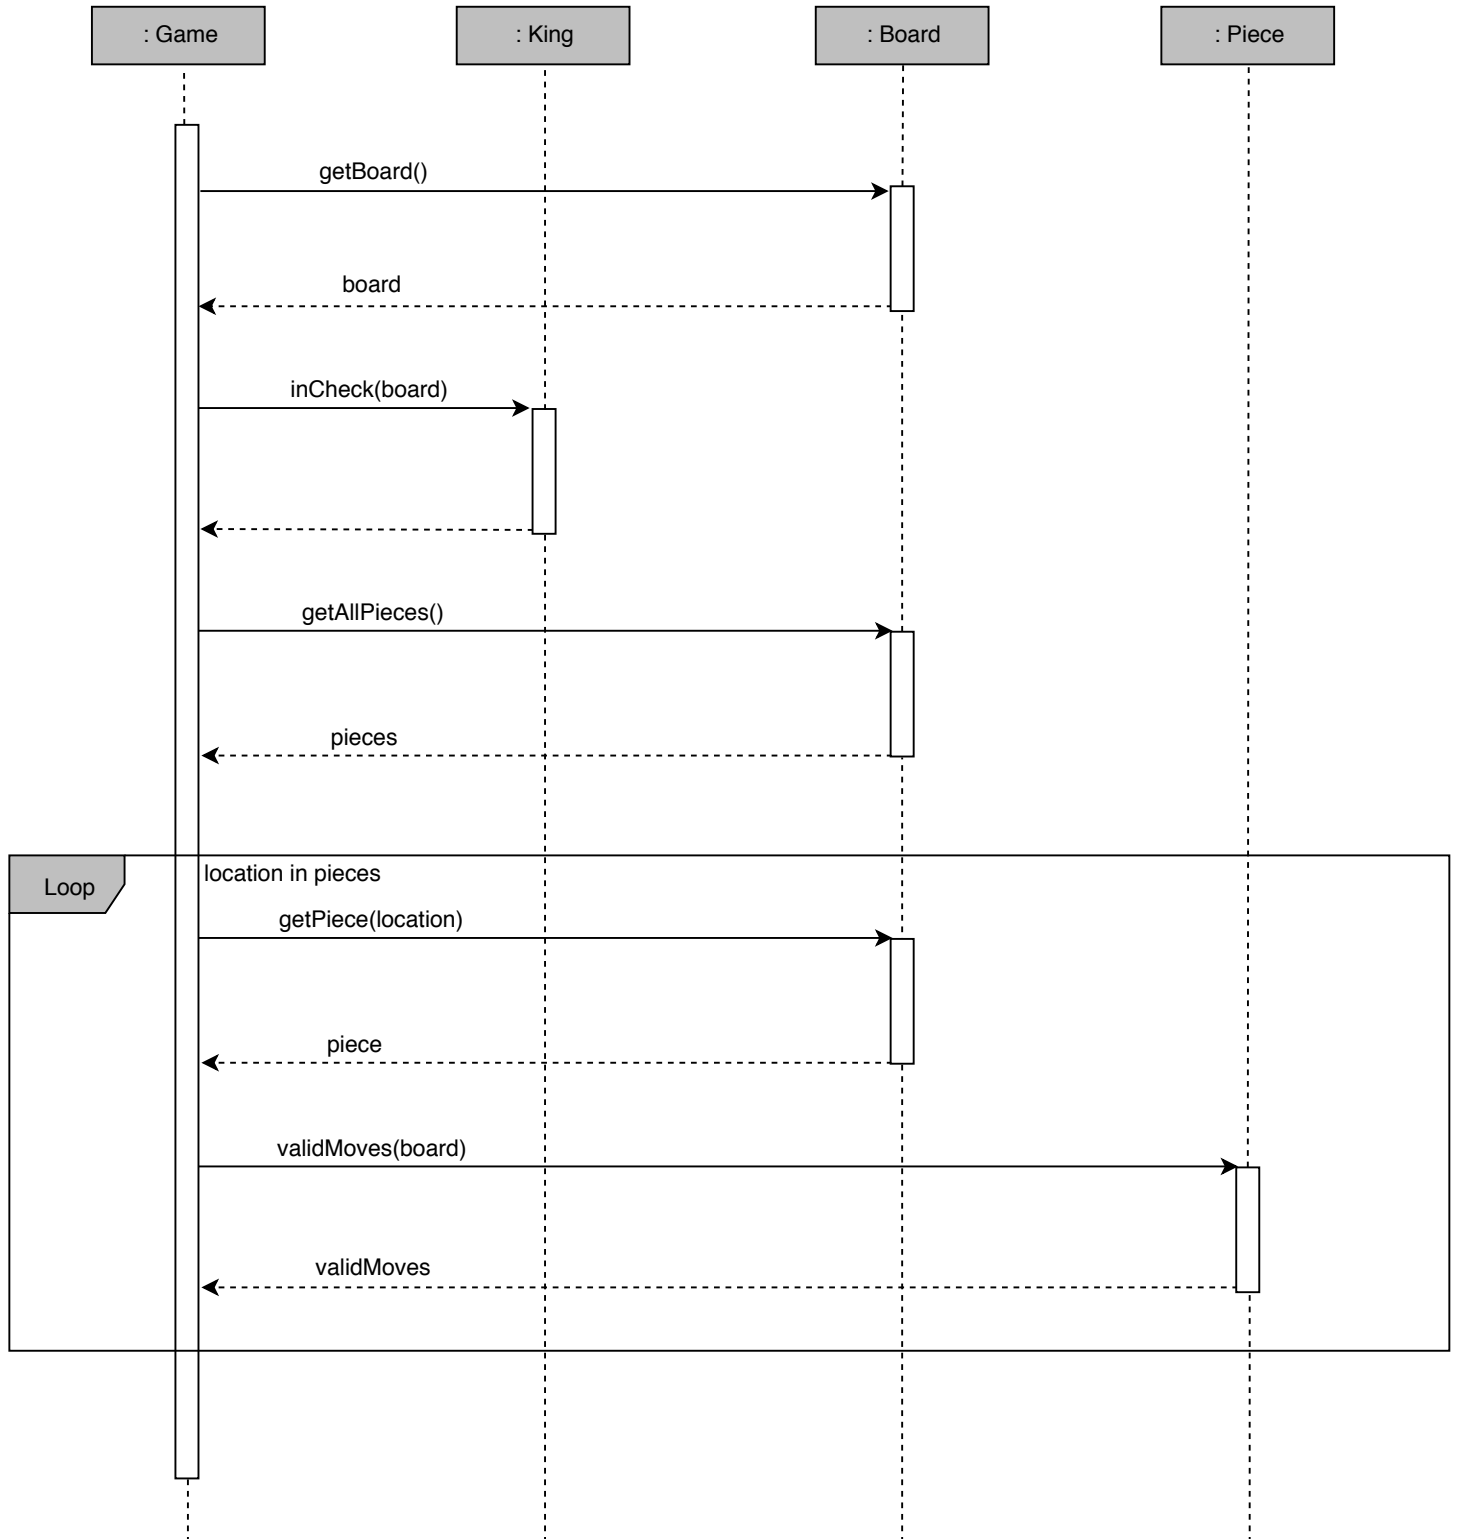 : Game
: King
: Board
: Piece
getBoard()
board
inCheck(board)
getAllPieces()
pieces
Loop
location in pieces
getPiece(location)
piece
validMoves(board)
validMoves